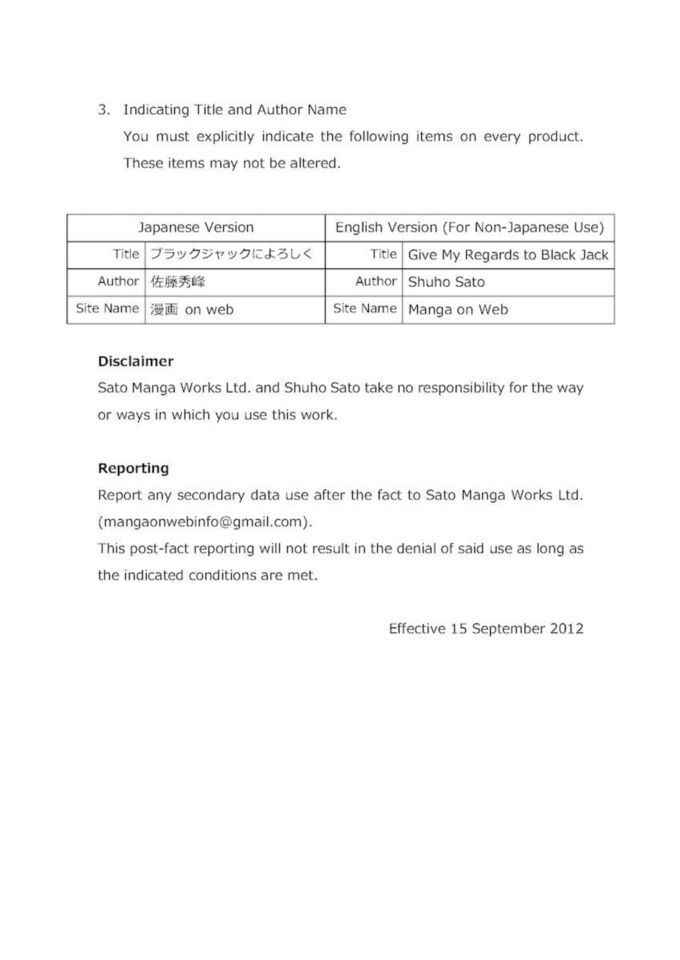 3. Indicating Title and Author Name
You must explicitly indicate the following items on every product.
These items may not be altered.
Japanese Version English Version (For Non-Japanese Use)
Title ブラックジャックによろしく Title Give My Regards to Black Jack
Author 佐藤秀峰 Author Shuho Sato
Site Name 漫画 on web Site Name Manga on Web
Disclaimer
Sato Manga Works Ltd. and Shuho Sato take no responsibility for the way
or ways in which you use this work.
Reporting
Report any secondary data use after the fact to Sato Manga Works Ltd.
(mangaonwebinfo@gmail.com).
This post-fact reporting will not result in the denial of said use as long as
the indicated conditions are met.
Effective 15 September 2012